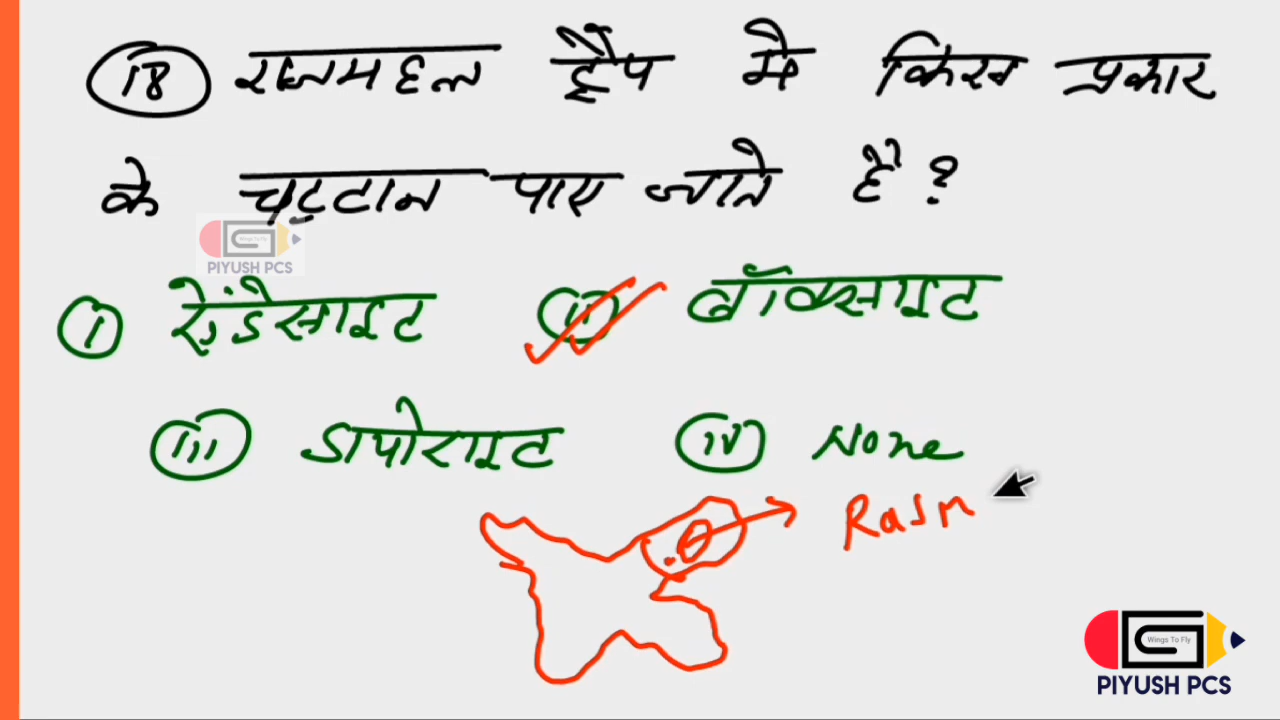 18 राजमहल ट्रैप में किस प्रकार
के चट्टान पाए जाते हैं?
PIYUSH PCS
i ऐंडेसाइट ii बॉक्साइट
iii डायोराइट iv None
Rajm
Wings To Fly
PIYUSH PCS